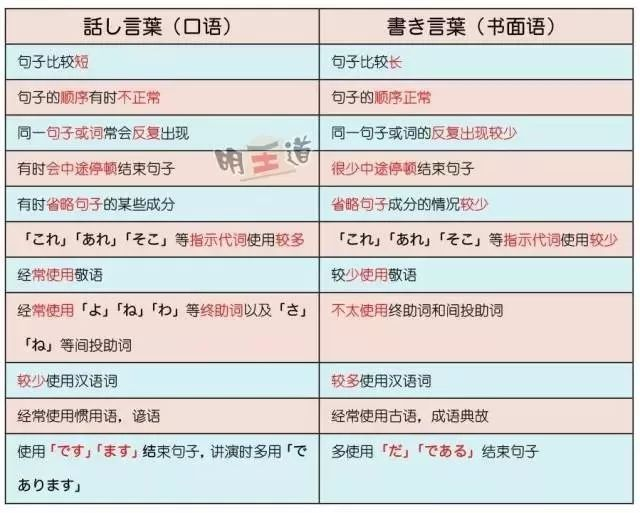 話し言葉（口语）
書き言葉（书面语）
句子比较短
句子比较长
句子的顺序有时不正常
句子的顺序正常
同一句子或词常会反复出现
同一句子或词的反复出现较少
明王道
有时会中途停顿结束句子
很少中途停顿结束句子
有时省略句子的某些成分
省略句子成分的情况较少
「これ」「あれ」「そこ」等指示代词使用较多
「これ」「あれ」「そこ」等指示代词使用较少
经常使用敬语
较少使用敬语
经常使用「よ」「ね」「わ」等终助词以及「さ」
「ね」等间投助词
不太使用终助词和间投助词
较少使用汉语词
较多使用汉语词
经常使用惯用语，谚语
经常使用古语，成语典故
使用「です」「ます」结束句子，讲演时多用「で
あります」
多使用「だ」「である」结束句子